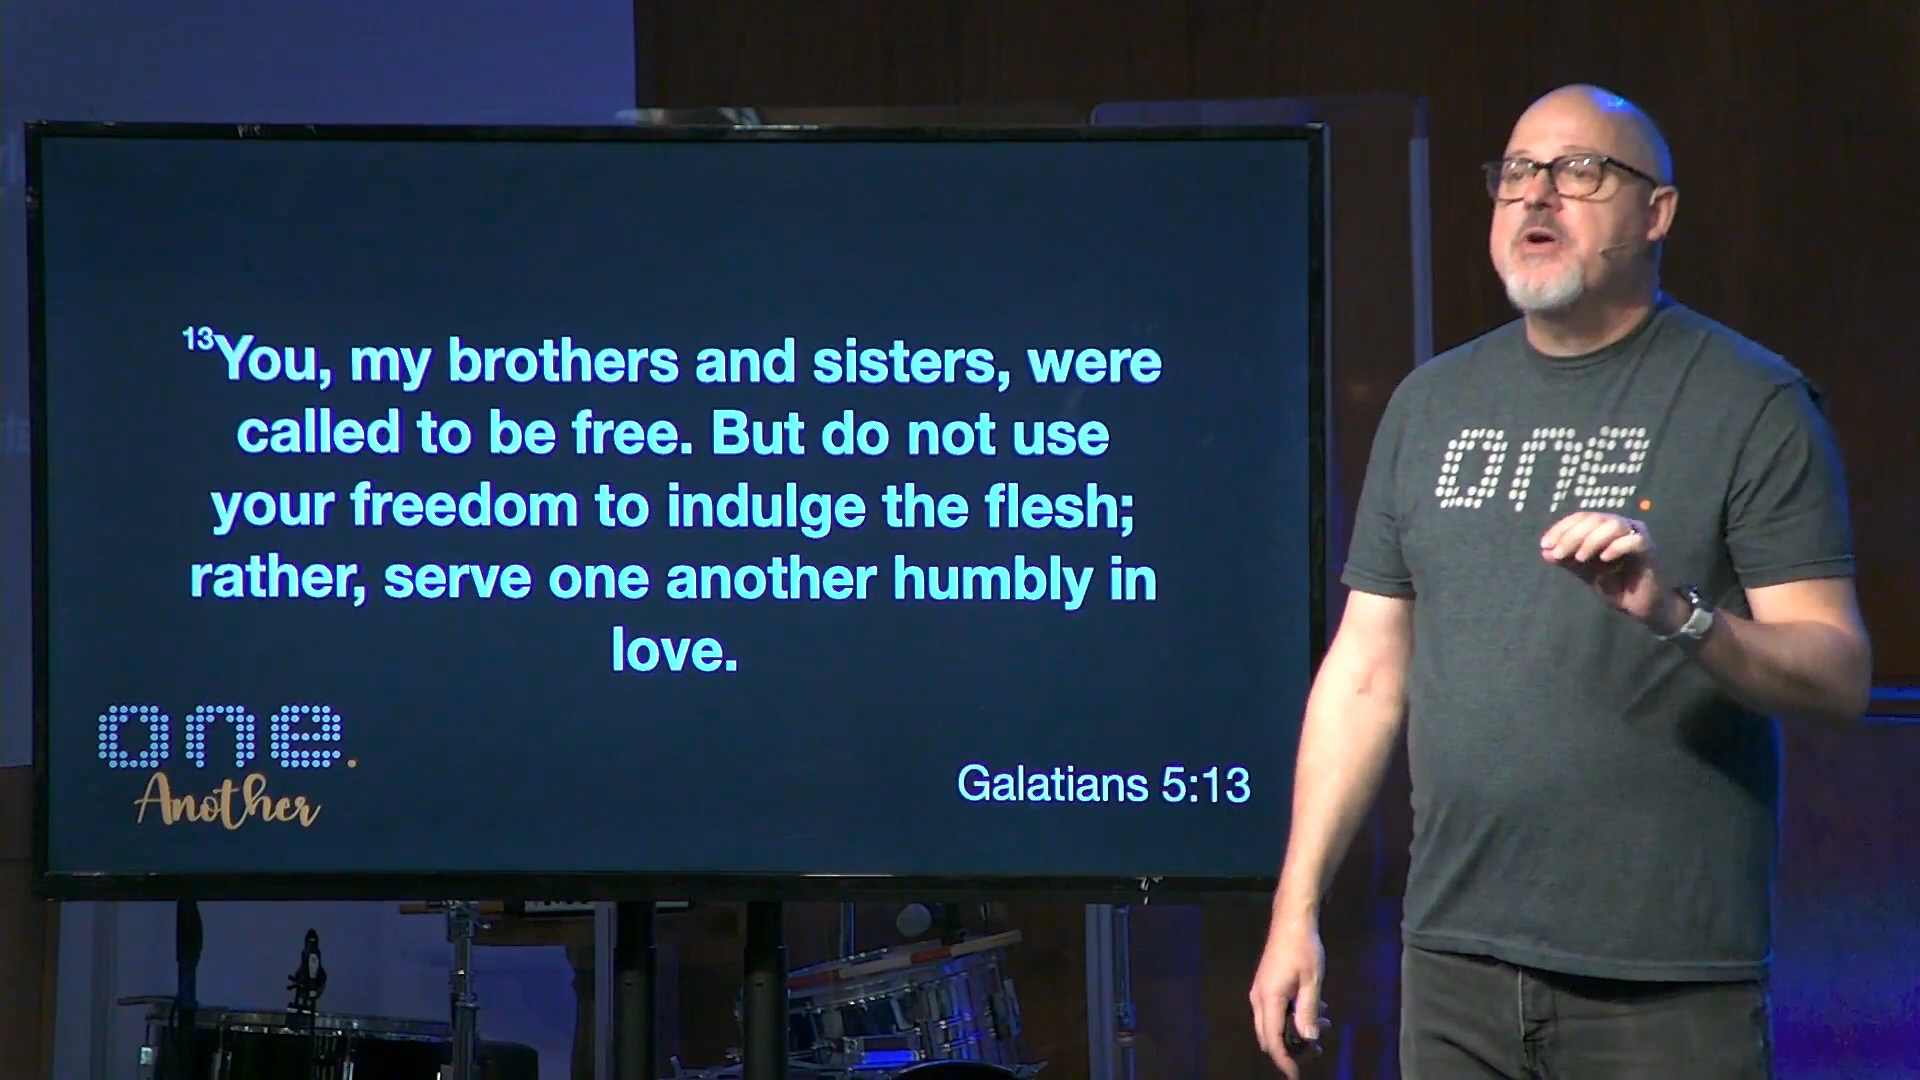 ¹³You, my brothers and sisters, were
called to be free. But do not use
your freedom to indulge the flesh;
rather, serve one another humbly in
love.
one.
Another
Galatians 5:13
one.